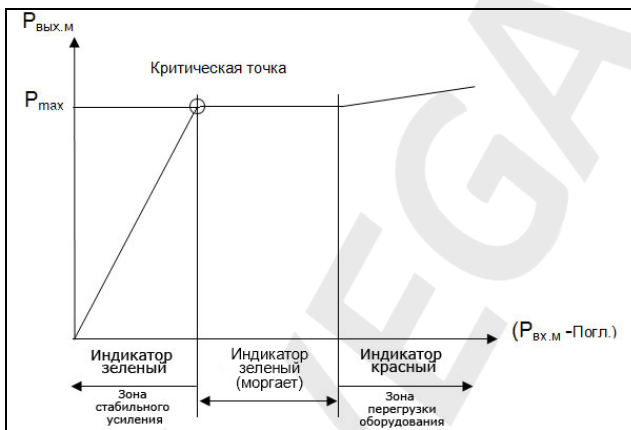 Pвых.м
Критическая точка
Pmax
(Pвх.м -Погл.)
Индикатор
зеленый
Индикатор
зеленый
(моргает)
Индикатор
красный
Зона
стабильного
усиления
Зона
перегрузки
оборудования
VEGA